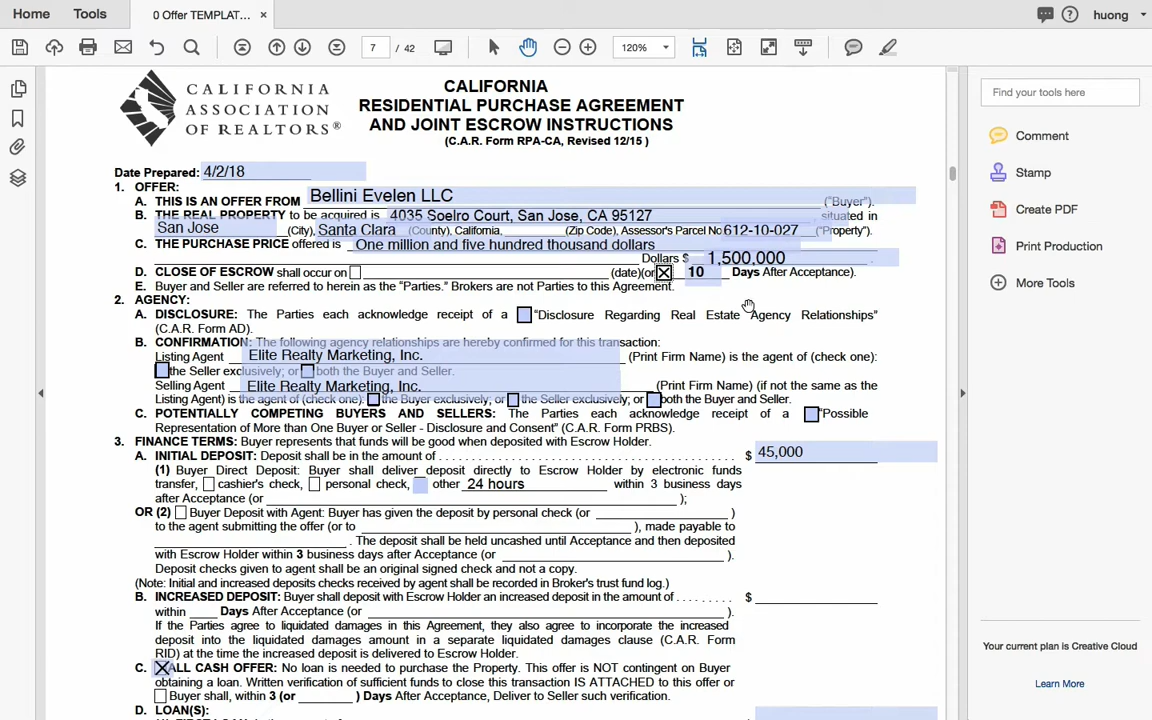 Home Tools 0 Offer TEMPLAT... × huong
7 / 42 120%
CALIFORNIA ASSOCIATION OF REALTORS®
CALIFORNIA
RESIDENTIAL PURCHASE AGREEMENT
AND JOINT ESCROW INSTRUCTIONS
(C.A.R. Form RPA-CA, Revised 12/15 )
Date Prepared: 4/2/18
1. OFFER:
A. THIS IS AN OFFER FROM Bellini Evelen LLC ("Buyer").
B. THE REAL PROPERTY to be acquired is 4035 Soelro Court, San Jose, CA 95127 , situated in
San Jose (City), Santa Clara (County), California, (Zip Code), Assessor's Parcel No. 612-10-027 ("Property").
C. THE PURCHASE PRICE offered is One million and five hundred thousand dollars
Dollars $ 1,500,000 .
D. CLOSE OF ESCROW shall occur on (date)(or 10 Days After Acceptance).
E. Buyer and Seller are referred to herein as the "Parties." Brokers are not Parties to this Agreement.
2. AGENCY:
A. DISCLOSURE: The Parties each acknowledge receipt of a "Disclosure Regarding Real Estate Agency Relationships"
(C.A.R. Form AD).
B. CONFIRMATION: The following agency relationships are hereby confirmed for this transaction:
Listing Agent Elite Realty Marketing, Inc. (Print Firm Name) is the agent of (check one):
the Seller exclusively; or both the Buyer and Seller.
Selling Agent Elite Realty Marketing, Inc. (Print Firm Name) (if not the same as the
Listing Agent) is the agent of (check one): the Buyer exclusively; or the Seller exclusively; or both the Buyer and Seller.
C. POTENTIALLY COMPETING BUYERS AND SELLERS: The Parties each acknowledge receipt of a "Possible
Representation of More than One Buyer or Seller - Disclosure and Consent" (C.A.R. Form PRBS).
3. FINANCE TERMS: Buyer represents that funds will be good when deposited with Escrow Holder.
A. INITIAL DEPOSIT: Deposit shall be in the amount of . . . . . . . . . . $ 45,000
(1) Buyer Direct Deposit: Buyer shall deliver deposit directly to Escrow Holder by electronic funds
transfer, cashier's check, personal check, other 24 hours within 3 business days
after Acceptance (or );
OR (2) Buyer Deposit with Agent: Buyer has given the deposit by personal check (or )
to the agent submitting the offer (or to ), made payable to
. The deposit shall be held uncashed until Acceptance and then deposited
with Escrow Holder within 3 business days after Acceptance (or ).
Deposit checks given to agent shall be an original signed check and not a copy.
(Note: Initial and increased deposits checks received by agent shall be recorded in Broker's trust fund log.)
B. INCREASED DEPOSIT: Buyer shall deposit with Escrow Holder an increased deposit in the amount of . . . . . . . . $
within Days After Acceptance (or ).
If the Parties agree to liquidated damages in this Agreement, they also agree to incorporate the increased
deposit into the liquidated damages amount in a separate liquidated damages clause (C.A.R. Form
RID) at the time the increased deposit is delivered to Escrow Holder.
C. X ALL CASH OFFER: No loan is needed to purchase the Property. This offer is NOT contingent on Buyer
obtaining a loan. Written verification of sufficient funds to close this transaction IS ATTACHED to this offer or
Buyer shall, within 3 (or ) Days After Acceptance, Deliver to Seller such verification.
D. LOAN(S):
Find your tools here
Comment
Stamp
Create PDF
Print Production
More Tools
Your current plan is Creative Cloud
Learn More